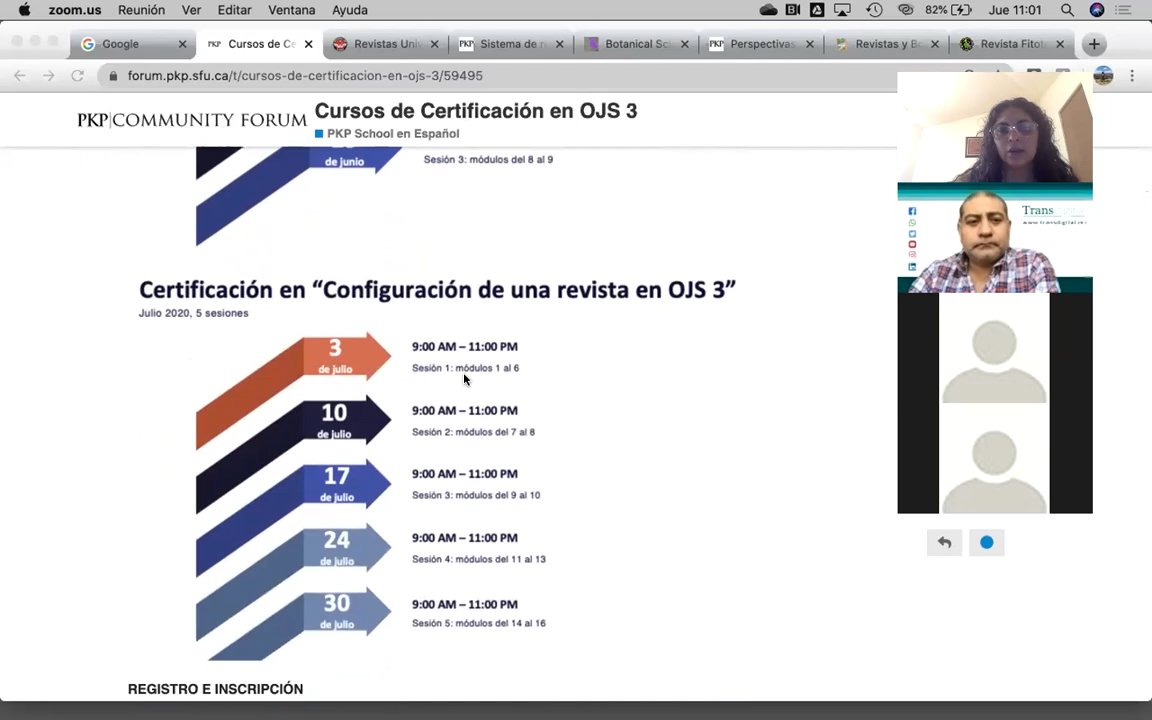 zoom.us Reunión Ver Editar Ventana Ayuda 82% Jue 11:01
Google Cursos de Ce Revistas Uni Sistema de r Botanical Sci Perspectivas Revistas y B Revista Fitot
forum.pkp.sfu.ca/t/cursos-de-certificacion-en-ojs-3/59495
PKP|COMMUNITY FORUM
Cursos de Certificación en OJS 3
PKP School en Español
de junio
Sesión 3: módulos del 8 al 9
Certificación en “Configuración de una revista en OJS 3”
Julio 2020, 5 sesiones
3
de julio
9:00 AM – 11:00 PM
Sesión 1: módulos 1 al 6
10
de julio
9:00 AM – 11:00 PM
Sesión 2: módulos del 7 al 8
17
de julio
9:00 AM – 11:00 PM
Sesión 3: módulos del 9 al 10
24
de julio
9:00 AM – 11:00 PM
Sesión 4: módulos del 11 al 13
30
de julio
9:00 AM – 11:00 PM
Sesión 5: módulos del 14 al 16
REGISTRO E INSCRIPCIÓN
Trans